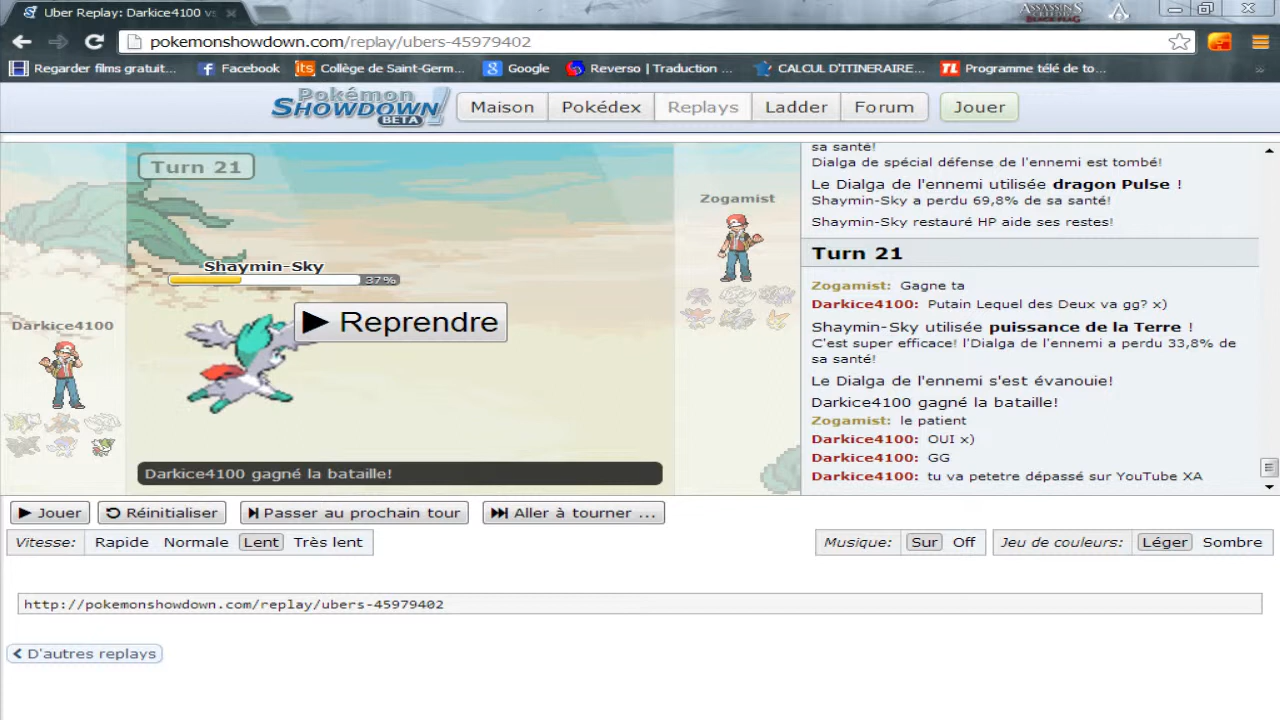 Uber Replay: Darkice4100 vs
ASSASSIN'S
BLACK FLAG
pokemonshowdown.com/replay/ubers-45979402
Regarder films gratuit...
Facebook
its Collège de Saint-Germ...
Google
Reverso | Traduction ...
CALCUL D'ITINERAIRE...
TL Programme télé de to...
Pokémon
SHOWDOWN!
BETA
Maison
Pokédex
Replays
Ladder
Forum
Jouer
Turn 21
Zogamist
Shaymin-Sky
37%
Reprendre
Darkice4100
Darkice4100 gagné la bataille!
sa santé!
Dialga de spécial défense de l'ennemi est tombé!
Le Dialga de l'ennemi utilisée dragon Pulse !
Shaymin-Sky a perdu 69,8% de sa santé!
Shaymin-Sky restauré HP aide ses restes!
Turn 21
Zogamist: Gagne ta
Darkice4100: Putain Lequel des Deux va gg? x)
Shaymin-Sky utilisée puissance de la Terre !
C'est super efficace! l'Dialga de l'ennemi a perdu 33,8% de
sa santé!
Le Dialga de l'ennemi s'est évanouie!
Darkice4100 gagné la bataille!
Zogamist: le patient
Darkice4100: OUI x)
Darkice4100: GG
Darkice4100: tu va petetre dépassé sur YouTube XA
Jouer
Réinitialiser
Passer au prochain tour
Aller à tourner ...
Vitesse: Rapide Normale Lent Très lent
Musique: Sur Off
Jeu de couleurs: Léger Sombre
http://pokemonshowdown.com/replay/ubers-45979402
D'autres replays